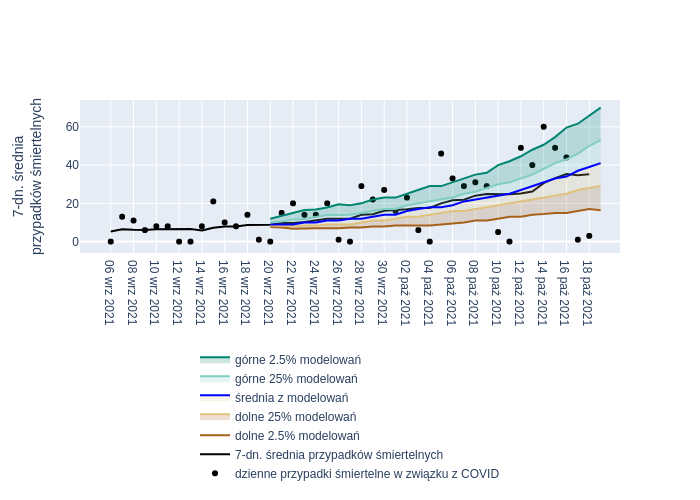 7-dn. średnia
przypadków śmiertelnych
60
40
20
0
06 wrz 2021
08 wrz 2021
10 wrz 2021
12 wrz 2021
14 wrz 2021
16 wrz 2021
18 wrz 2021
20 wrz 2021
22 wrz 2021
24 wrz 2021
26 wrz 2021
28 wrz 2021
30 wrz 2021
02 paź 2021
04 paź 2021
06 paź 2021
08 paź 2021
10 paź 2021
12 paź 2021
14 paź 2021
16 paź 2021
18 paź 2021
górne 2.5% modelowań
górne 25% modelowań
średnia z modelowań
dolne 25% modelowań
dolne 2.5% modelowań
7-dn. średnia przypadków śmiertelnych
dzienne przypadki śmiertelne w związku z COVID